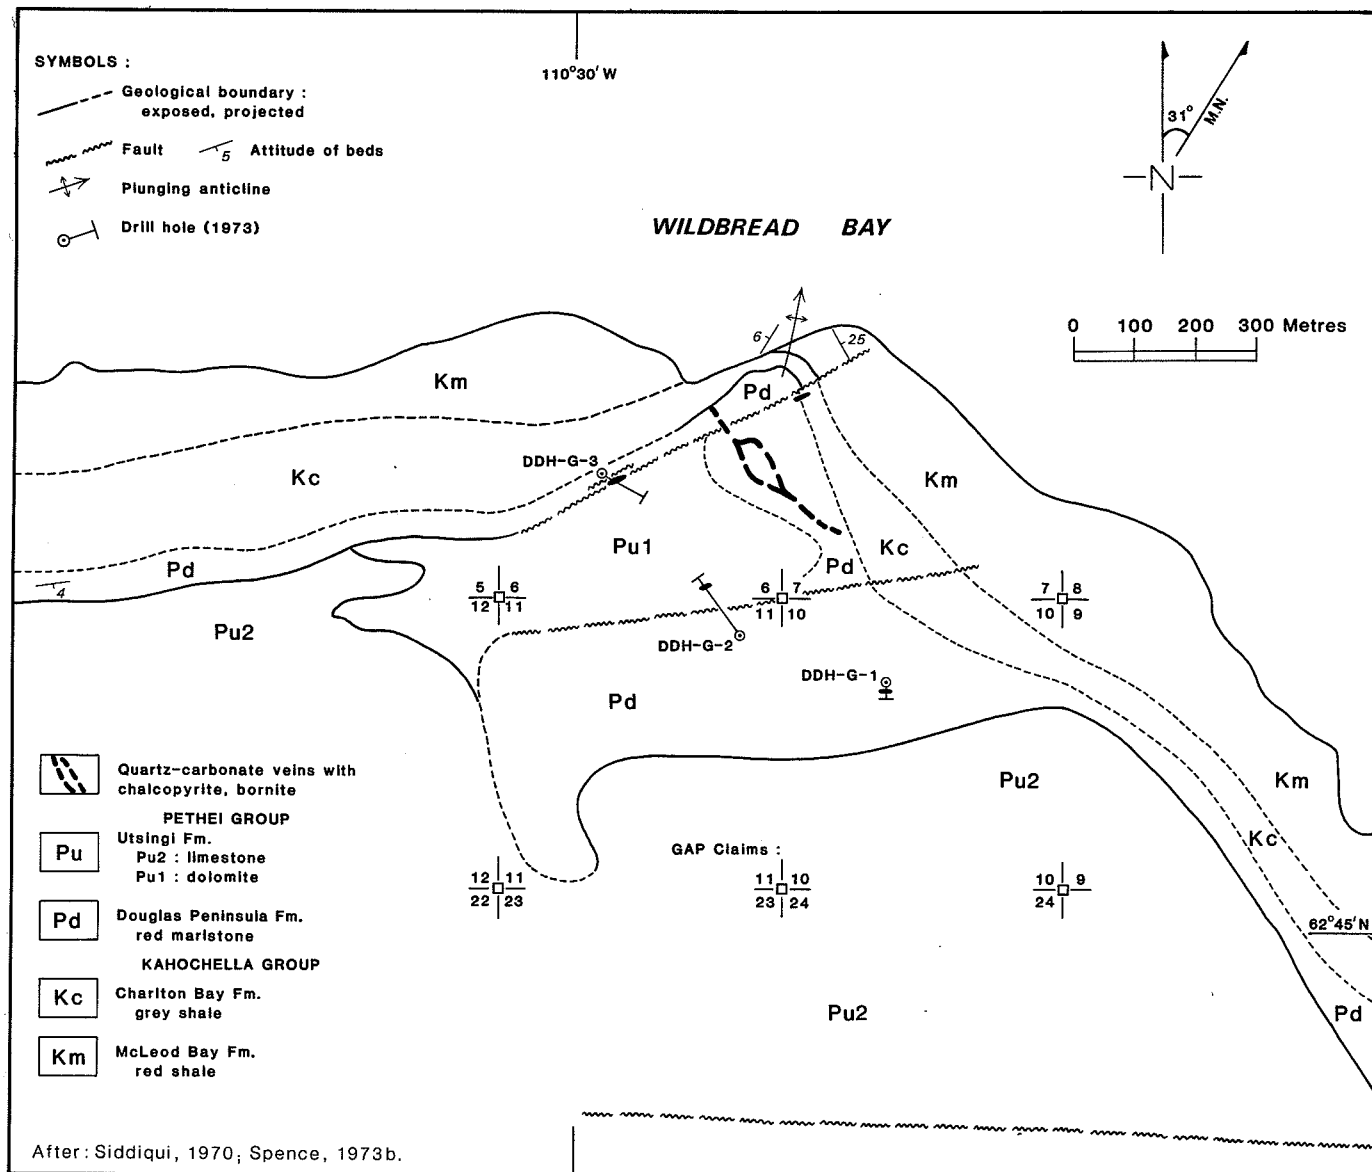 SYMBOLS :
Geological boundary :
exposed, projected
Fault
5
Attitude of beds
Plunging anticline
Drill hole (1973)
110°30' W
31°
M.N.
N
WILDBREAD BAY
0 100 200 300 Metres
6
25
Km
Pd
Kc
DDH-G-3
Km
Pu1
Kc
Pd
Pd
4
5 6
12 11
6 7
11 10
7 8
10 9
Pu2
DDH-G-2
DDH-G-1
Pd
Pu2
Km
Kc
GAP Claims :
12 11
22 23
11 10
23 24
10 9
24
62°45' N
Pu2
Pd
Quartz-carbonate veins with
chalcopyrite, bornite
PETHEI GROUP
Pu
Utsingi Fm.
Pu2 : limestone
Pu1 : dolomite
Pd
Douglas Peninsula Fm.
red marlstone
KAHOCHELLA GROUP
Kc
Charlton Bay Fm.
grey shale
Km
McLeod Bay Fm.
red shale
After: Siddiqui, 1970; Spence, 1973b.